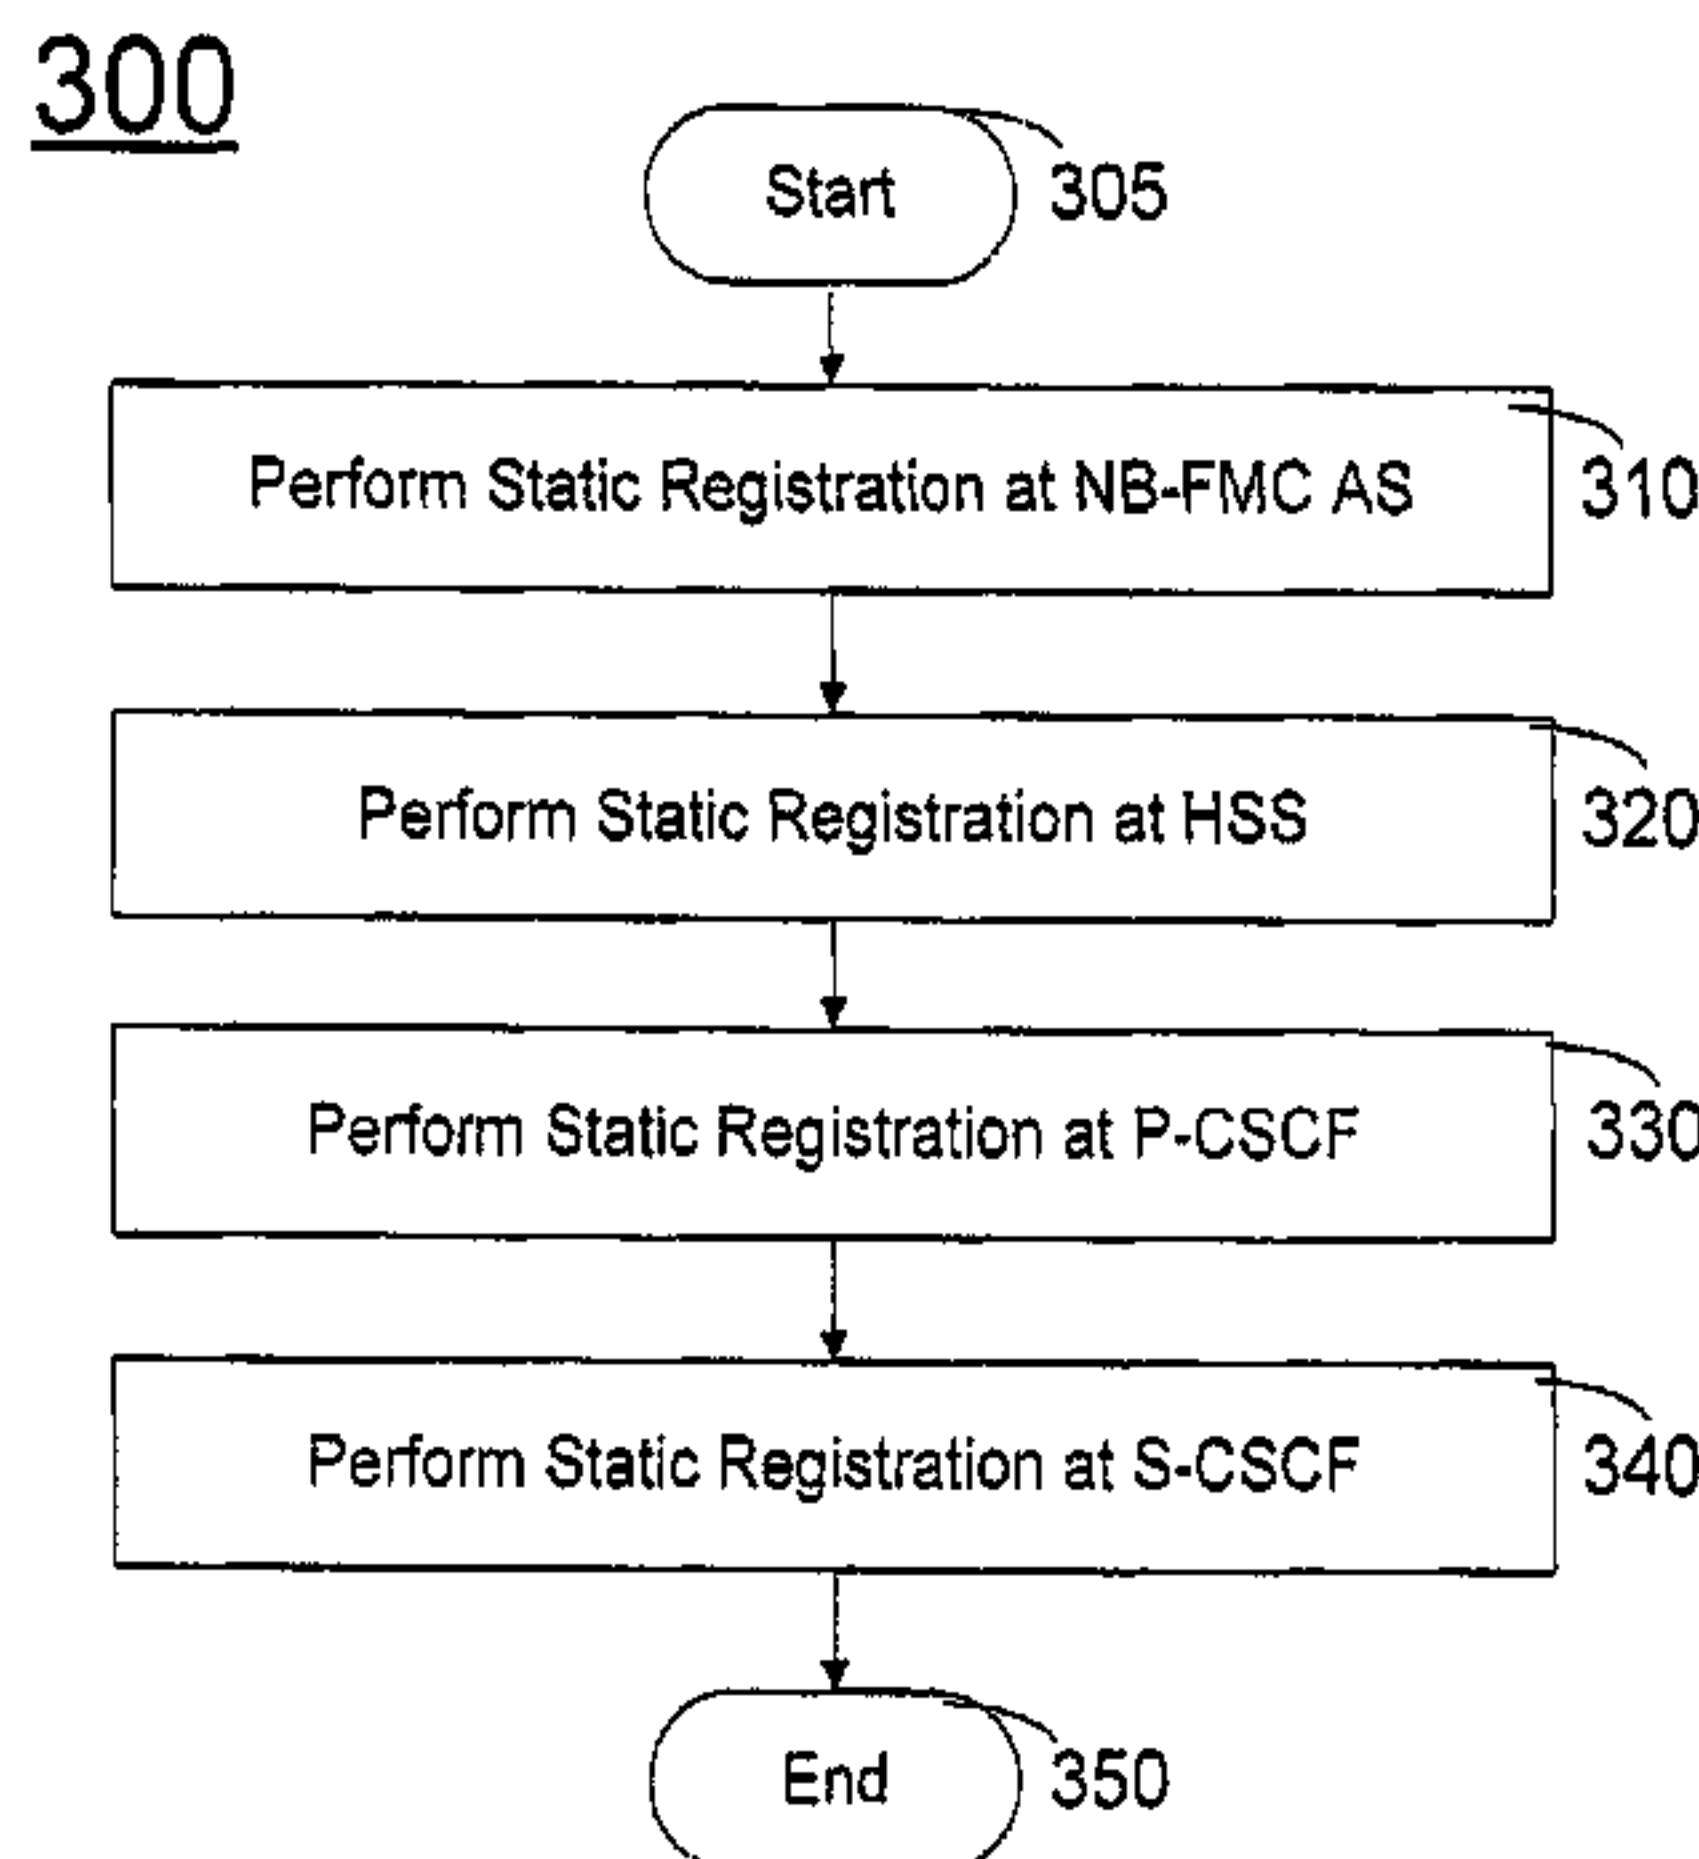 300
Start
305
Perform Static Registration at NB-FMC AS
310
Perform Static Registration at HSS
320
Perform Static Registration at P-CSCF
330
Perform Static Registration at S-CSCF
340
End
350